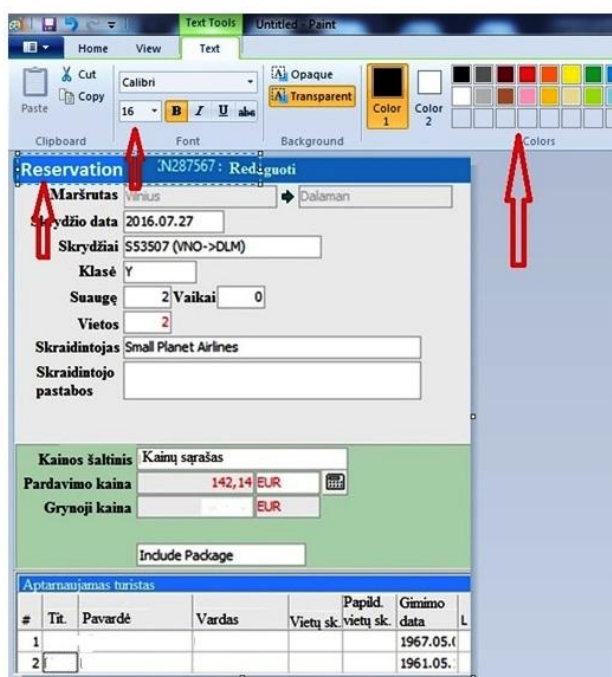 Text Tools Untitled - Paint
Home View Text
Paste
Cut
Copy
Clipboard
Calibri
16 B I U abc
Font
Opaque
Transparent
Background
Color 1
Color 2
Colors
Reservation :N287567: Redaguoti
Maršrutas Vilnius Dalaman
Skrydžio data 2016.07.27
Skrydžiai S53507 (VNO->DLM)
Klasė Y
Suaugę 2 Vaikai 0
Vietos 2
Skraidintojas Small Planet Airlines
Skraidintojo
pastabos
Kainos šaltinis Kainų sąrašas
Pardavimo kaina 142,14 EUR
Grynoji kaina EUR
Include Package
Aptarnaujamas turistas
# Tit. Pavardė Vardas Vietų sk. Papild. vietų sk. Gimimo data L
1 1967.05.
2 1961.05.